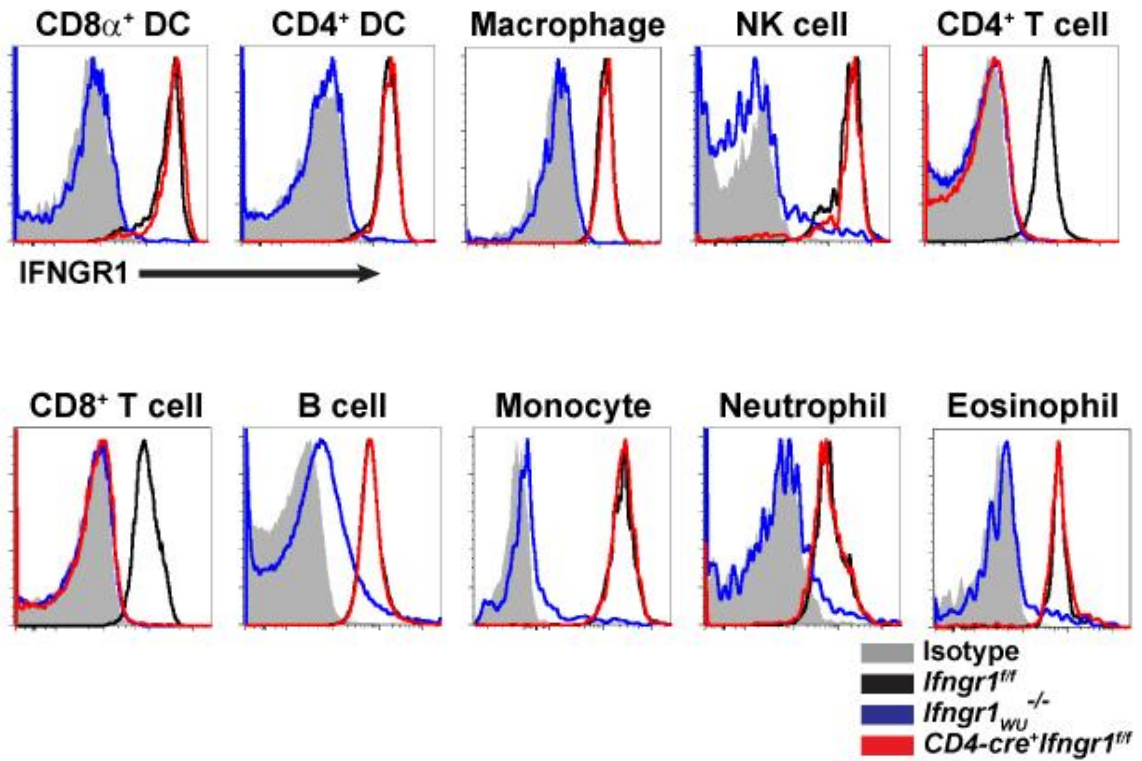 CD8α⁺ DC
CD4⁺ DC
Macrophage
NK cell
CD4⁺ T cell
IFNGR1
CD8⁺ T cell
B cell
Monocyte
Neutrophil
Eosinophil
Isotype
Ifngr1f/f
Ifngr1WU-/-
CD4-cre⁺Ifngr1f/f